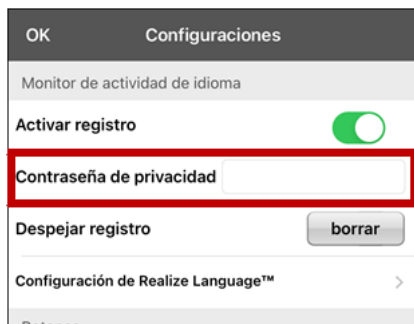 OK Configuraciones
Monitor de actividad de idioma
Activar registro
Contraseña de privacidad
Despejar registro borrar
Configuración de Realize Language™